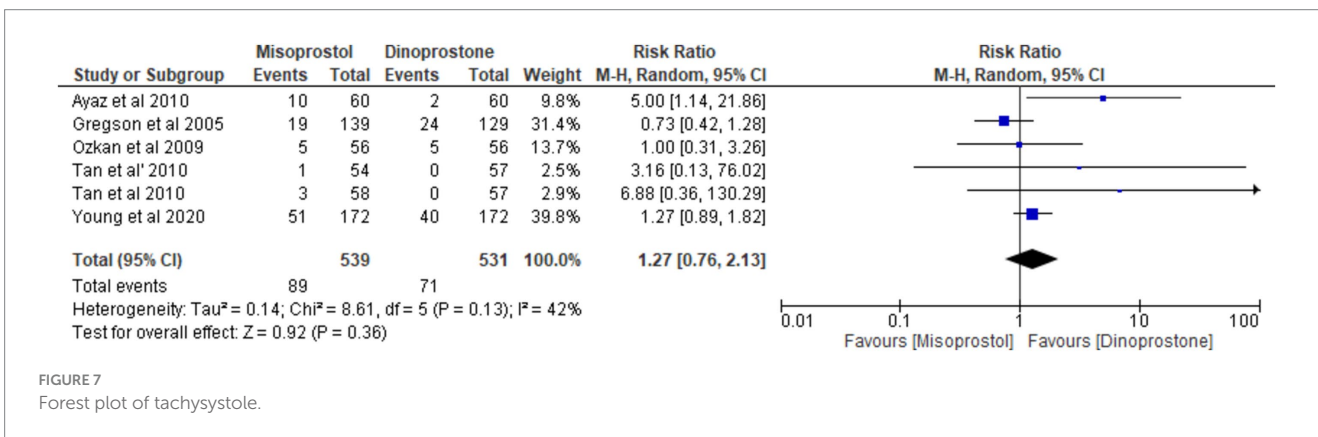 Misoprostol Dinoprostone Risk Ratio Risk Ratio
Study or Subgroup Events Total Events Total Weight M-H, Random, 95% CI M-H, Random, 95% CI
Ayaz et al 2010 10 60 2 60 9.8% 5.00 [1.14, 21.86]
Gregson et al 2005 19 139 24 129 31.4% 0.73 [0.42, 1.28]
Ozkan et al 2009 5 56 5 56 13.7% 1.00 [0.31, 3.26]
Tan et al' 2010 1 54 0 57 2.5% 3.16 [0.13, 76.02]
Tan et al 2010 3 58 0 57 2.9% 6.88 [0.36, 130.29]
Young et al 2020 51 172 40 172 39.8% 1.27 [0.89, 1.82]
Total (95% CI) 539 531 100.0% 1.27 [0.76, 2.13]
Total events 89 71
Heterogeneity: Tau² = 0.14; Chi² = 8.61, df = 5 (P = 0.13); I² = 42%
Test for overall effect: Z = 0.92 (P = 0.36)
0.01 0.1 1 10 100
Favours [Misoprostol] Favours [Dinoprostone]
FIGURE 7
Forest plot of tachysystole.